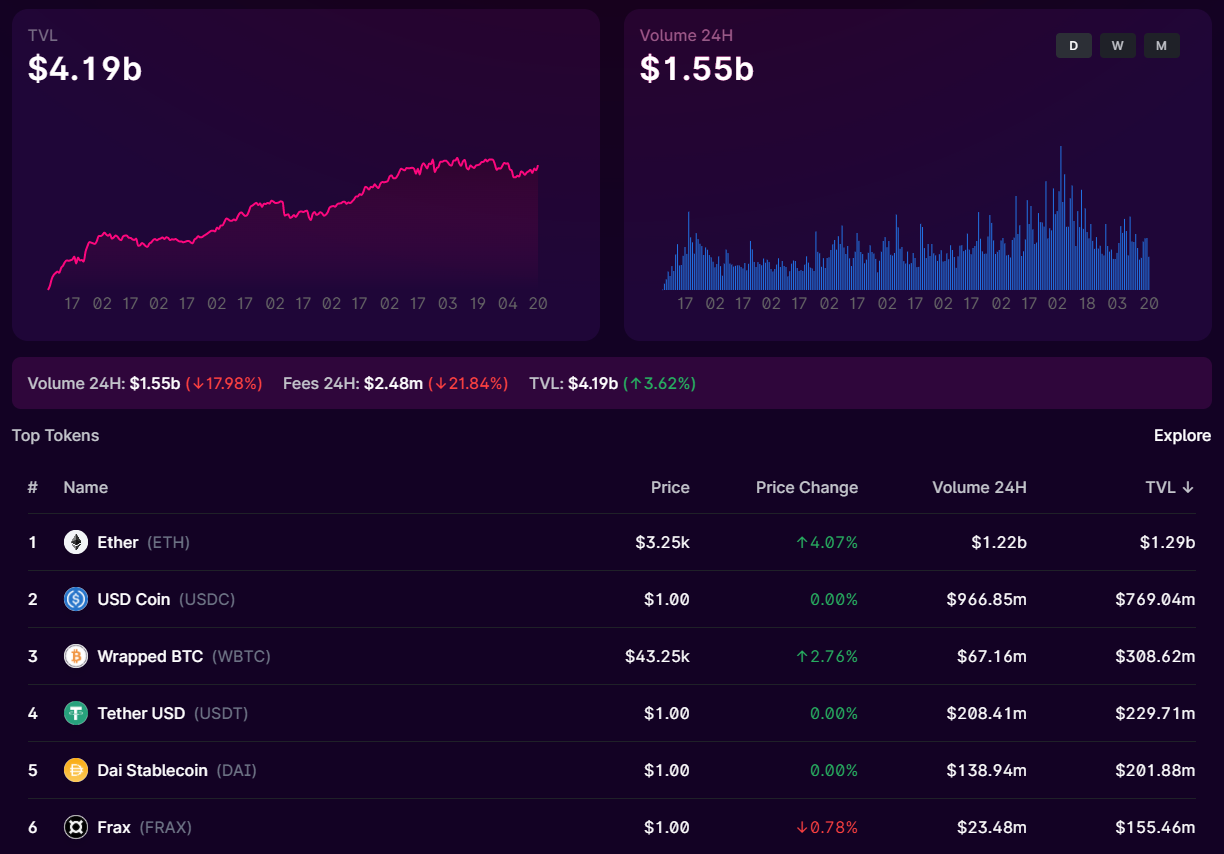 TVL
$4.19b
17 02 17 02 17 02 17 02 17 02 17 02 17 03 19 04 20
Volume 24H
$1.55b
D W M
17 02 17 02 17 02 17 02 17 02 17 02 17 02 18 03 20
Volume 24H: $1.55b (↓17.98%) Fees 24H: $2.48m (↓21.84%) TVL: $4.19b (↑3.62%)
Top Tokens Explore
# Name Price Price Change Volume 24H TVL ↓
1 Ether (ETH) $3.25k ↑4.07% $1.22b $1.29b
2 USD Coin (USDC) $1.00 0.00% $966.85m $769.04m
3 Wrapped BTC (WBTC) $43.25k ↑2.76% $67.16m $308.62m
4 Tether USD (USDT) $1.00 0.00% $208.41m $229.71m
5 Dai Stablecoin (DAI) $1.00 0.00% $138.94m $201.88m
6 Frax (FRAX) $1.00 ↓0.78% $23.48m $155.46m